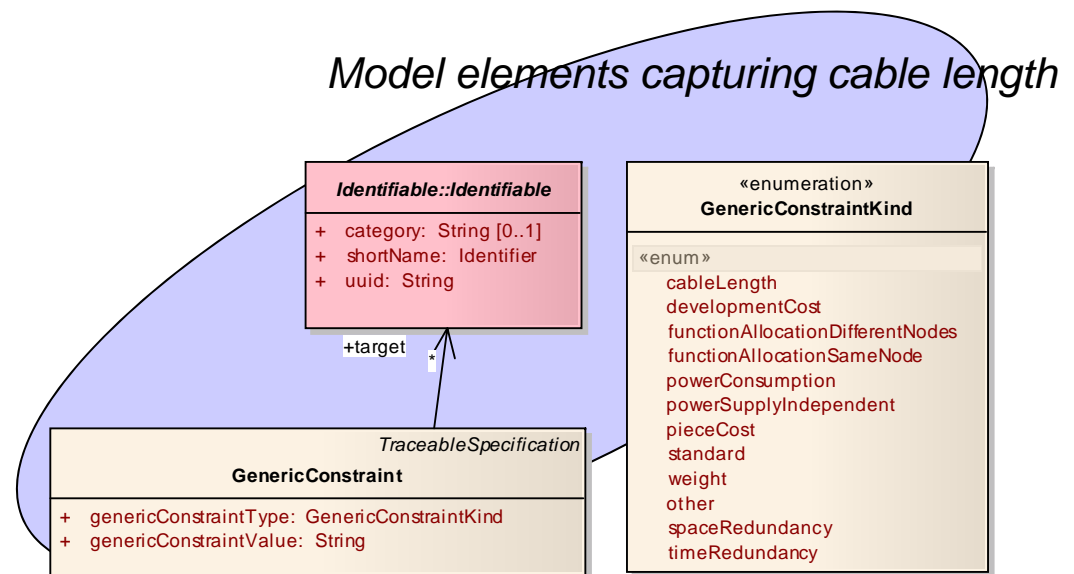 Model elements capturing cable length
Identifiable::Identifiable
+ category: String [0..1]
+ shortName: Identifier
+ uuid: String
«enumeration»
GenericConstraintKind
«enum»
cableLength
developmentCost
functionAllocationDifferentNodes
functionAllocationSameNode
powerConsumption
powerSupplyIndependent
pieceCost
standard
weight
other
spaceRedundancy
timeRedundancy
+target
*
TraceableSpecification
GenericConstraint
+ genericConstraintType: GenericConstraintKind
+ genericConstraintValue: String